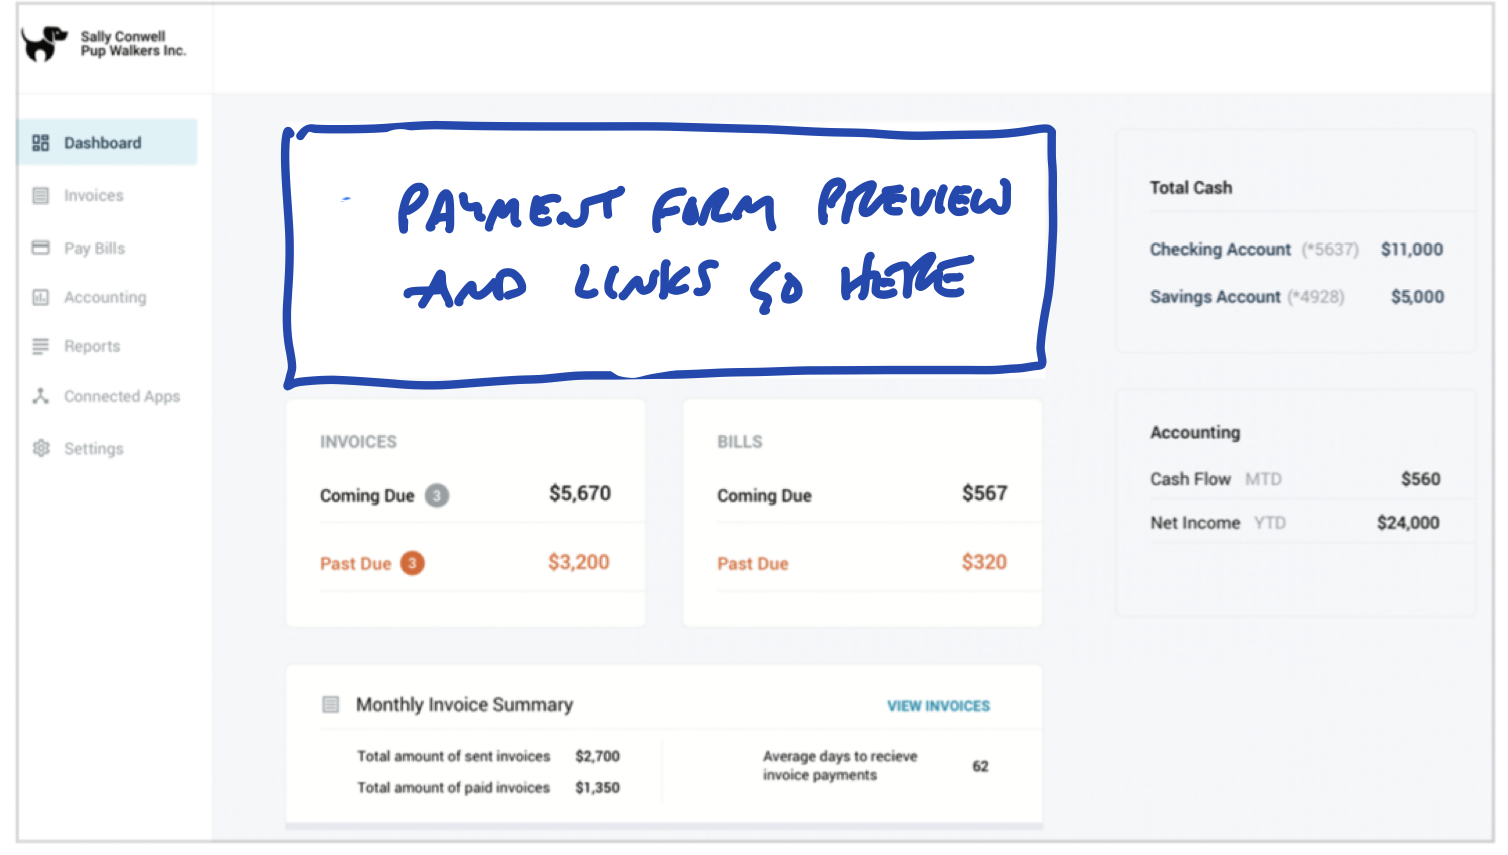 Sally Conwell
Pup Walkers Inc.
Dashboard
Invoices
Pay Bills
Accounting
Reports
Connected Apps
Settings
PAYMENT FORM PREVIEW
AND LINKS GO HERE
INVOICES
Coming Due 3 $5,670
Past Due 3 $3,200
BILLS
Coming Due $567
Past Due $320
Monthly Invoice Summary VIEW INVOICES
Total amount of sent invoices $2,700
Total amount of paid invoices $1,350
Average days to recieve
invoice payments 62
Total Cash
Checking Account (*5637) $11,000
Savings Account (*4928) $5,000
Accounting
Cash Flow MTD $560
Net Income YTD $24,000